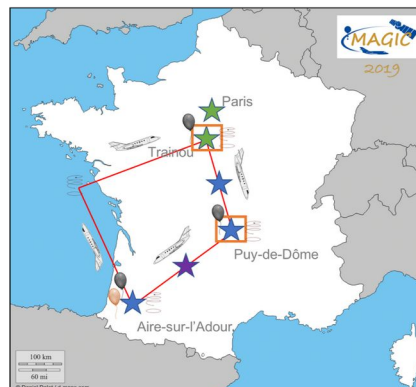 MAGIC
2019
Paris
Trainou
Puy-de-Dôme
Aire-sur-l'Adour
100 km
60 mi